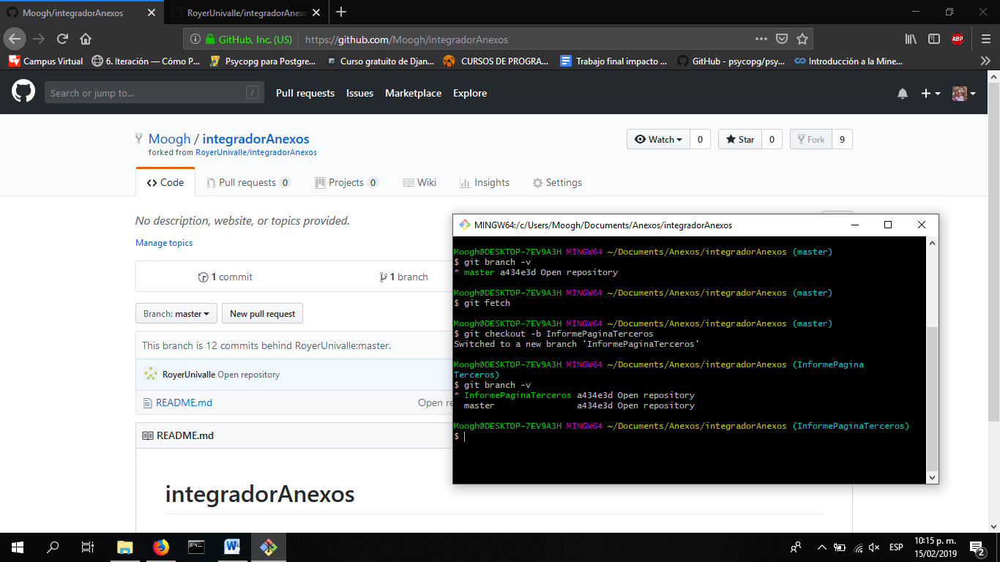 Moogh/integradorAnexos
RoyerUnivalle/integradorAnexo
GitHub, Inc. (US)
https://github.com/Moogh/integradorAnexos
ABP
Campus Virtual
6. Iteración — Cómo P...
Psycopg para Postgre...
Curso gratuito de Djan...
CURSOS DE PROGRA...
Trabajo final impacto ...
GitHub - psycopg/psy...
Introducción a la Mine...
Search or jump to...
/
Pull requests
Issues
Marketplace
Explore
Moogh / integradorAnexos
forked from RoyerUnivalle/integradorAnexos
Watch 0
Star 0
Fork 9
Code
Pull requests 0
Projects 0
Wiki
Insights
Settings
No description, website, or topics provided.
Manage topics
1 commit
1 branch
Branch: master
New pull request
This branch is 12 commits behind RoyerUnivalle:master.
RoyerUnivalle Open repository
README.md
Open re
README.md
integradorAnexos
MINGW64:/c/Users/Moogh/Documents/Anexos/integradorAnexos
Moogh@DESKTOP-7EV9A3H MINGW64 ~/Documents/Anexos/integradorAnexos (master)
$ git branch -v
* master a434e3d Open repository
Moogh@DESKTOP-7EV9A3H MINGW64 ~/Documents/Anexos/integradorAnexos (master)
$ git fetch
Moogh@DESKTOP-7EV9A3H MINGW64 ~/Documents/Anexos/integradorAnexos (master)
$ git checkout -b InformePaginaTerceros
Switched to a new branch 'InformePaginaTerceros'
Moogh@DESKTOP-7EV9A3H MINGW64 ~/Documents/Anexos/integradorAnexos (InformePagina
Terceros)
$ git branch -v
* InformePaginaTerceros a434e3d Open repository
master a434e3d Open repository
Moogh@DESKTOP-7EV9A3H MINGW64 ~/Documents/Anexos/integradorAnexos (InformePaginaTerceros)
$
ESP
10:15 p. m.
15/02/2019
2